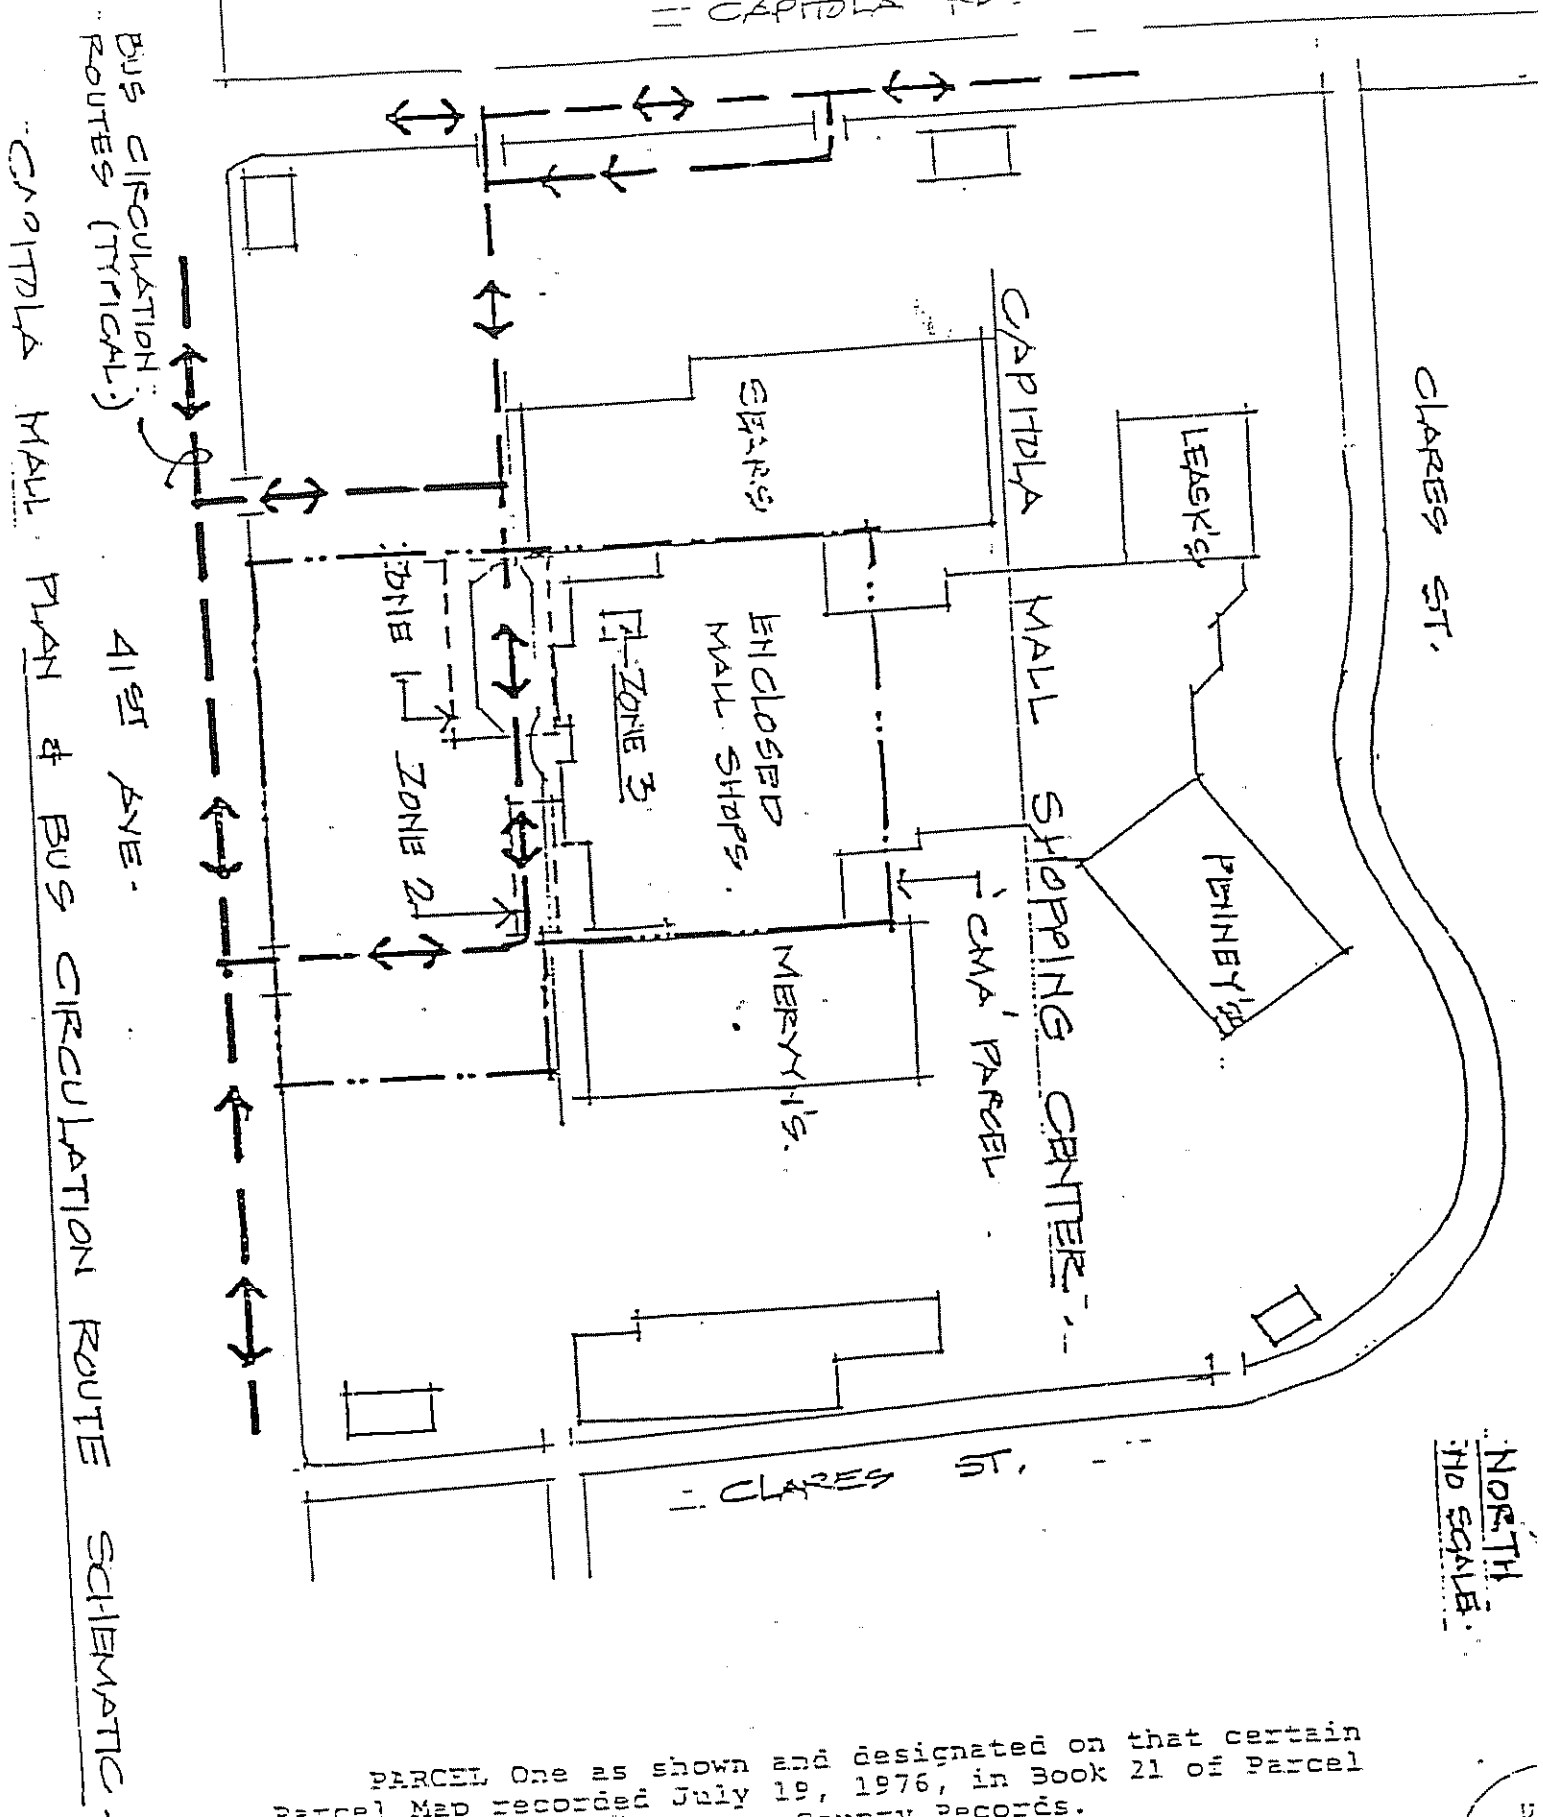 CAPITOLA RD.
BUS CIRCULATION
ROUTES (TYPICAL)
CAPITOLA MALL PLAN & BUS CIRCULATION ROUTE SCHEMATIC
41ST AVE.
CLARES ST.
CAPITOLA MALL SHOPPING CENTER
LEASK'S
PENNEY'S
SEARS
ENCLOSED
MALL SHOPS.
ZONE 1
ZONE 2
ZONE 3
MERVYN'S.
'CMA' PARCEL
CLARES ST.
NORTH
NO SCALE.
PARCEL One as shown and designated on that certain
Parcel Map recorded July 19, 1976, in Book 21 of Parcel
County Records.